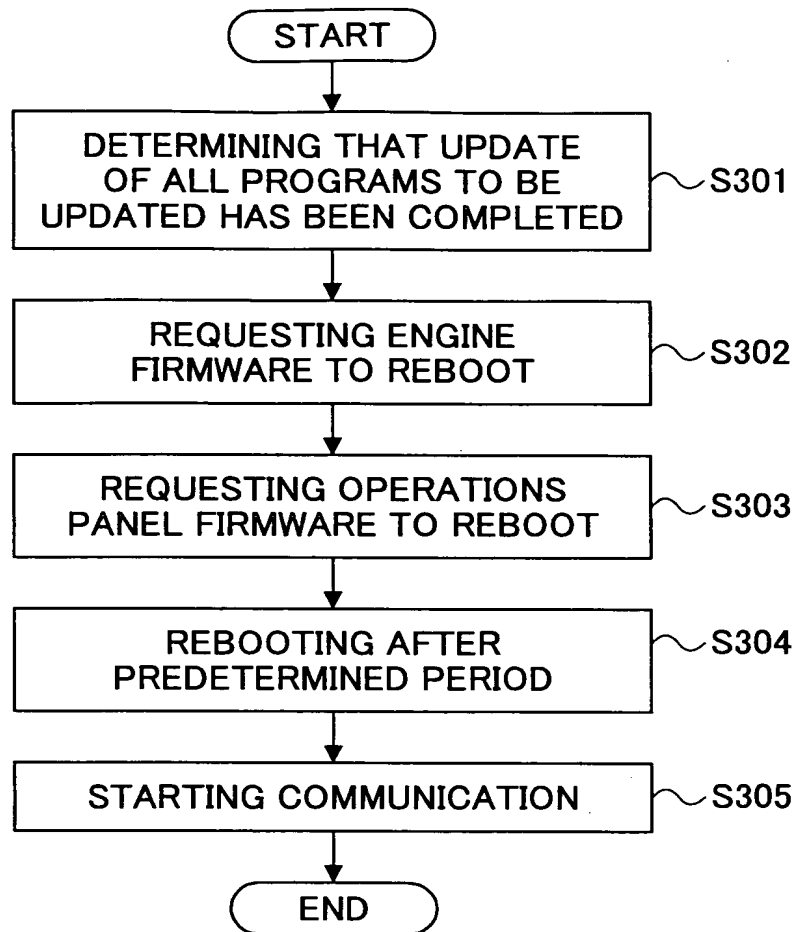 START
DETERMINING THAT UPDATE
OF ALL PROGRAMS TO BE
UPDATED HAS BEEN COMPLETED
S301
REQUESTING ENGINE
FIRMWARE TO REBOOT
S302
REQUESTING OPERATIONS
PANEL FIRMWARE TO REBOOT
S303
REBOOTING AFTER
PREDETERMINED PERIOD
S304
STARTING COMMUNICATION
S305
END